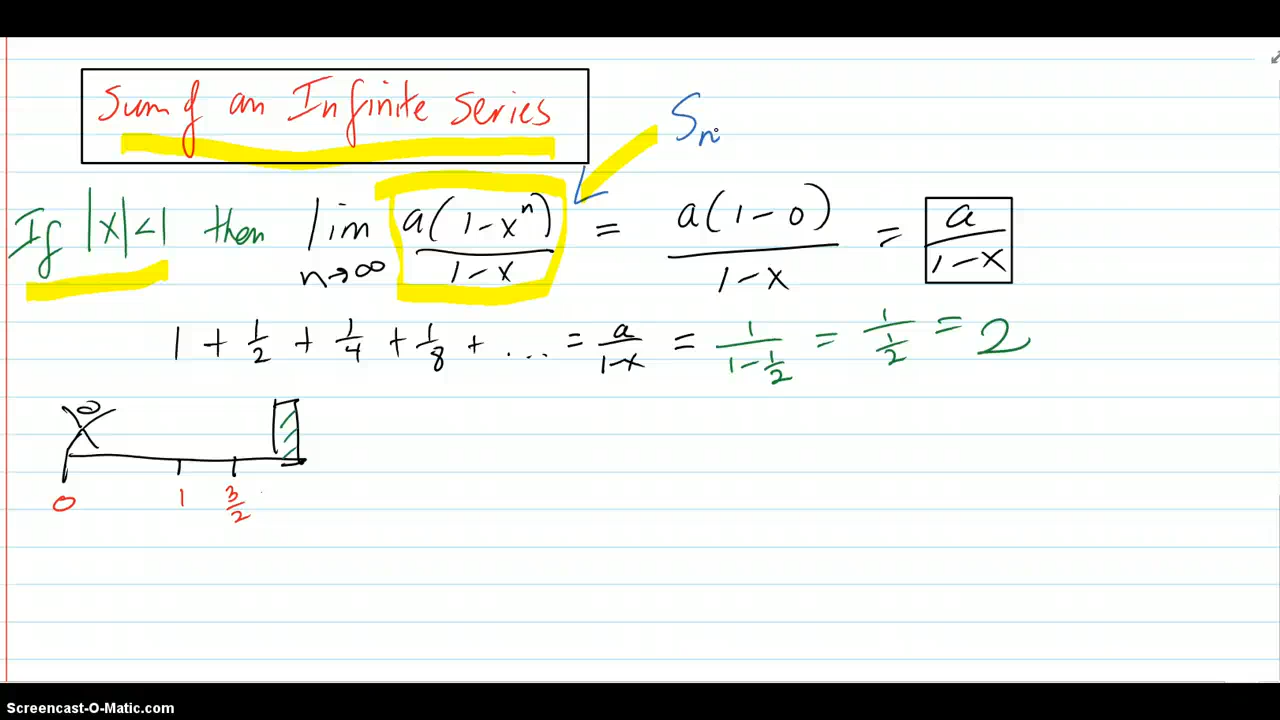 Sum of an Infinite Series
Sn
If |x|<1 then lim n→∞ a(1-xⁿ)/(1-x) = a(1-0)/(1-x) = a/(1-x)
1 + 1/2 + 1/4 + 1/8 + ... = a/(1-x) = 1/(1-1/2) = 1/(1/2) = 2
0 1 3/2
Screencast-O-Matic.com